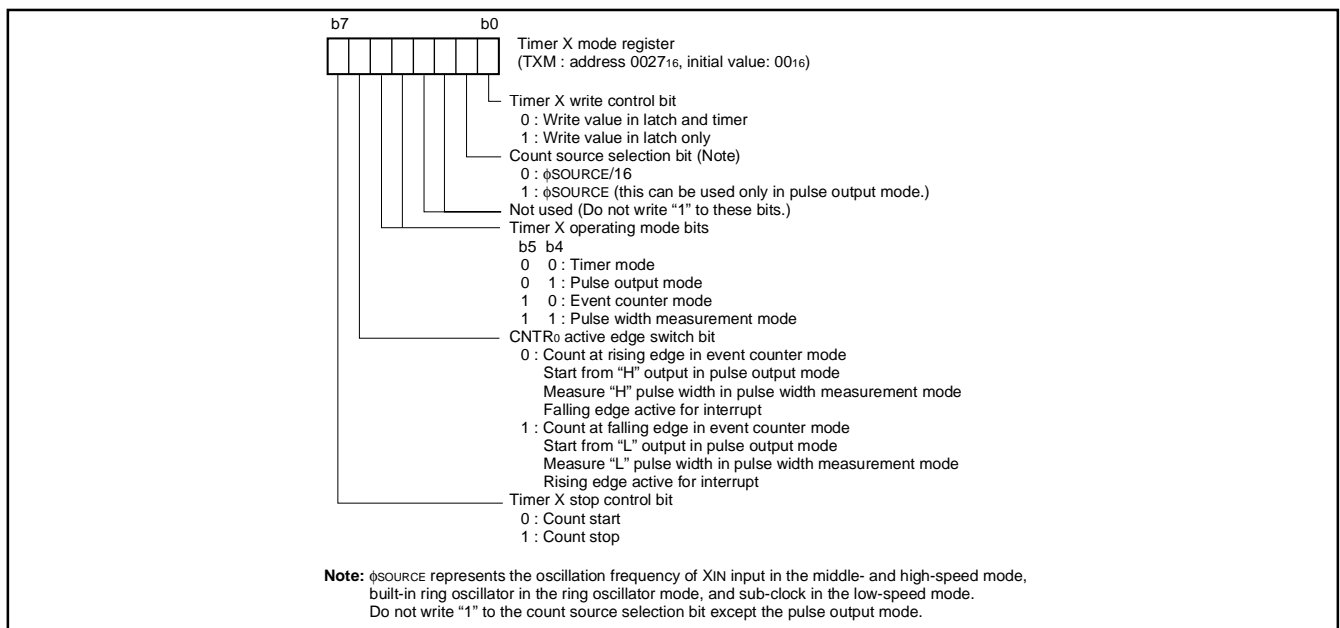 b7 b0
Timer X mode register
(TXM : address 002716, initial value: 0016)
Timer X write control bit
0 : Write value in latch and timer
1 : Write value in latch only
Count source selection bit (Note)
0 : ϕSOURCE/16
1 : ϕSOURCE (this can be used only in pulse output mode.)
Not used (Do not write “1” to these bits.)
Timer X operating mode bits
b5 b4
0 0 : Timer mode
0 1 : Pulse output mode
1 0 : Event counter mode
1 1 : Pulse width measurement mode
CNTR0 active edge switch bit
0 : Count at rising edge in event counter mode
Start from “H” output in pulse output mode
Measure “H” pulse width in pulse width measurement mode
Falling edge active for interrupt
1 : Count at falling edge in event counter mode
Start from “L” output in pulse output mode
Measure “L” pulse width in pulse width measurement mode
Rising edge active for interrupt
Timer X stop control bit
0 : Count start
1 : Count stop
Note: ϕSOURCE represents the oscillation frequency of XIN input in the middle- and high-speed mode,
built-in ring oscillator in the ring oscillator mode, and sub-clock in the low-speed mode.
Do not write “1” to the count source selection bit except the pulse output mode.